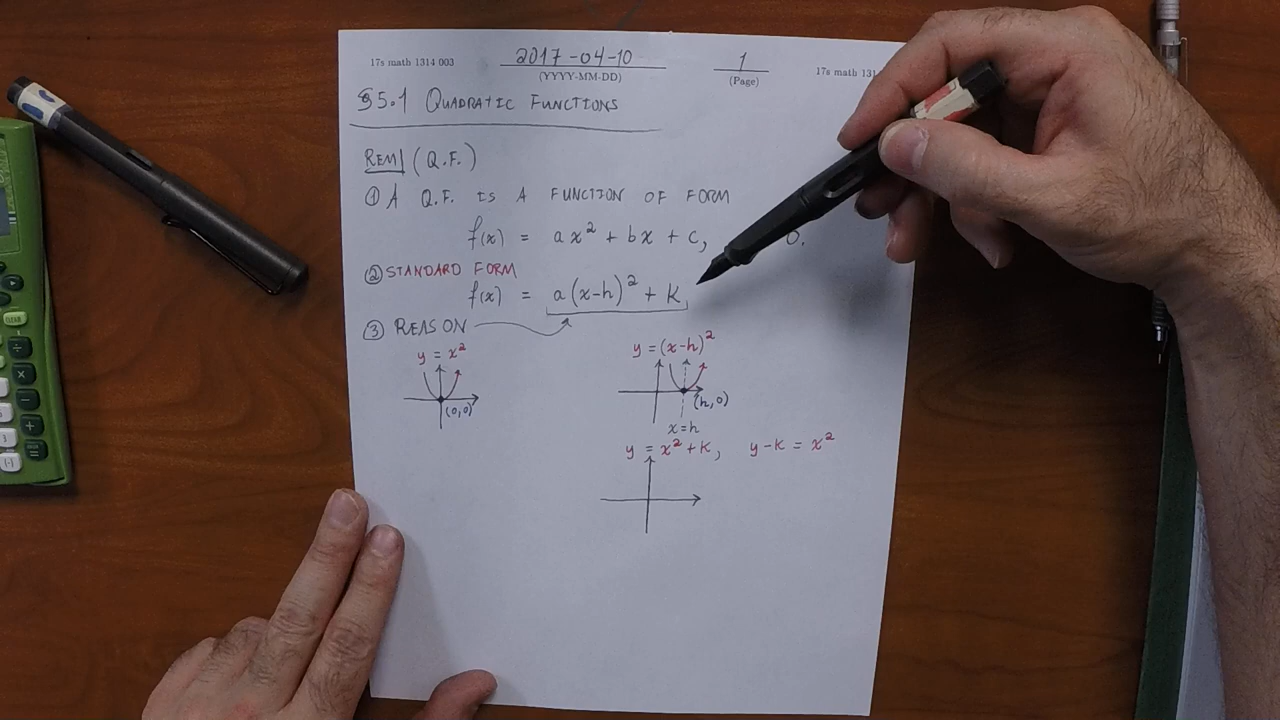 17s math 1314 003 2017-04-10 1 17s math 131
(YYYY-MM-DD) (Page)
§5.1 QUADRATIC FUNCTIONS
REM (Q.F.)
① A Q.F. IS A FUNCTION OF FORM
f(x) = ax² + bx + c, 0.
② STANDARD FORM
f(x) = a(x-h)² + K
③ REASON
y = x² y = (x-h)²
(0,0) (h,0)
x=h
y = x² + K, y-K = x²
CLEAR